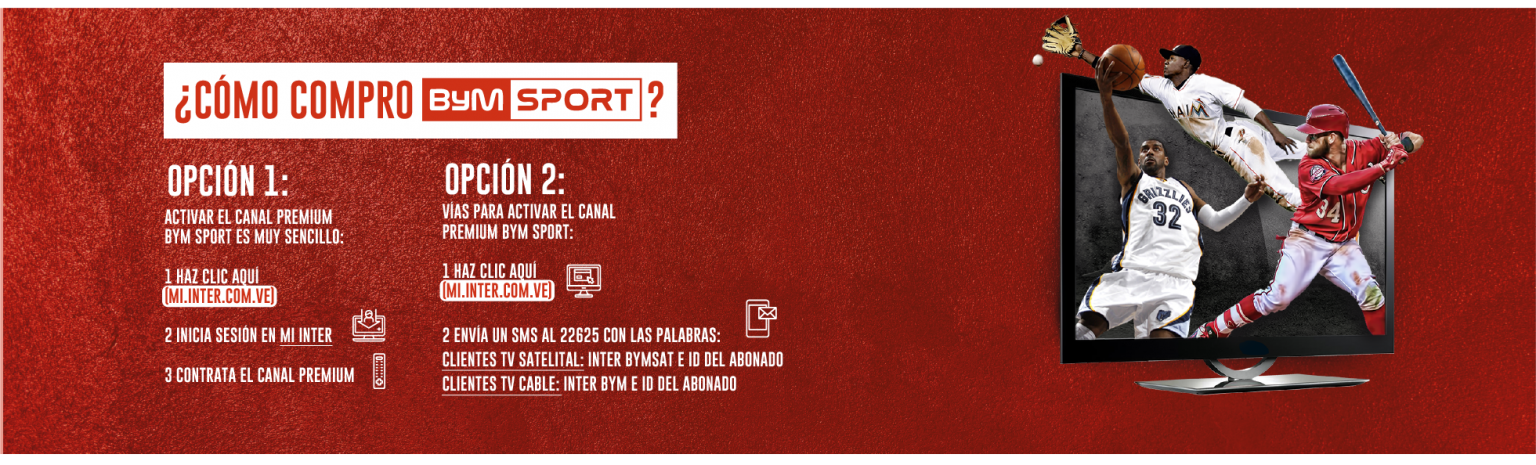 ¿CÓMO COMPRO BYM SPORT?
OPCIÓN 1:
ACTIVAR EL CANAL PREMIUM
BYM SPORT ES MUY SENCILLO:
1 HAZ CLIC AQUÍ
(MI.INTER.COM.VE)
2 INICIA SESIÓN EN MI INTER
3 CONTRATA EL CANAL PREMIUM
OPCIÓN 2:
VÍAS PARA ACTIVAR EL CANAL
PREMIUM BYM SPORT:
1 HAZ CLIC AQUÍ
(MI.INTER.COM.VE)
2 ENVÍA UN SMS AL 22625 CON LAS PALABRAS:
CLIENTES TV SATELITAL: INTER BYMSAT E ID DEL ABONADO
CLIENTES TV CABLE: INTER BYM E ID DEL ABONADO
MIAMI
GRIZZLIES
32
34